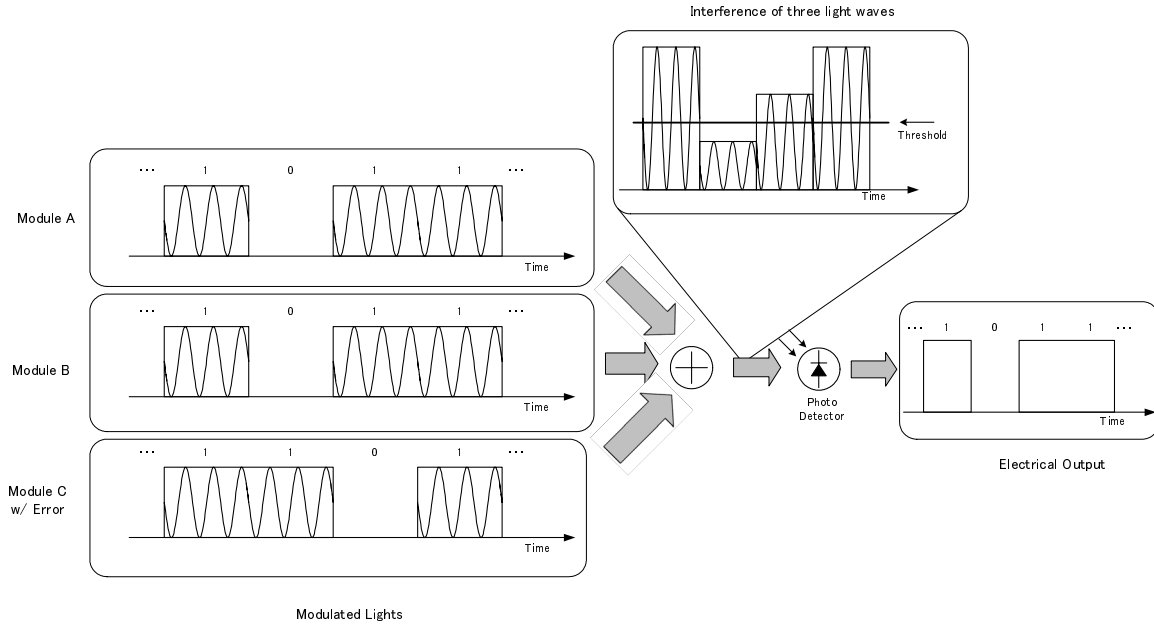 Interference of three light waves
Threshold
Time
... 1 0 1 1 ...
Module A
Time
... 1 0 1 1 ...
Module B
Time
... 1 1 0 1 ...
Module C
w/ Error
Time
Modulated Lights
Photo
Detector
... 1 0 1 1 ...
Time
Electrical Output